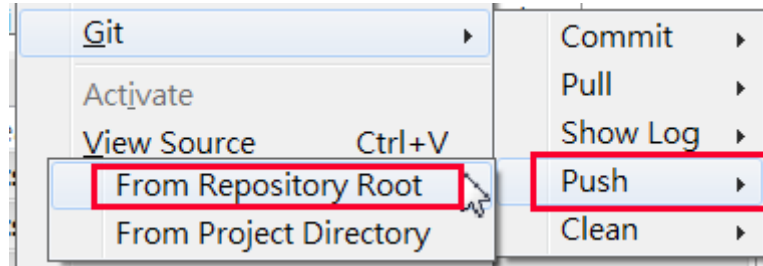 Git
Activate
View Source Ctrl+V
From Repository Root
From Project Directory
Commit
Pull
Show Log
Push
Clean